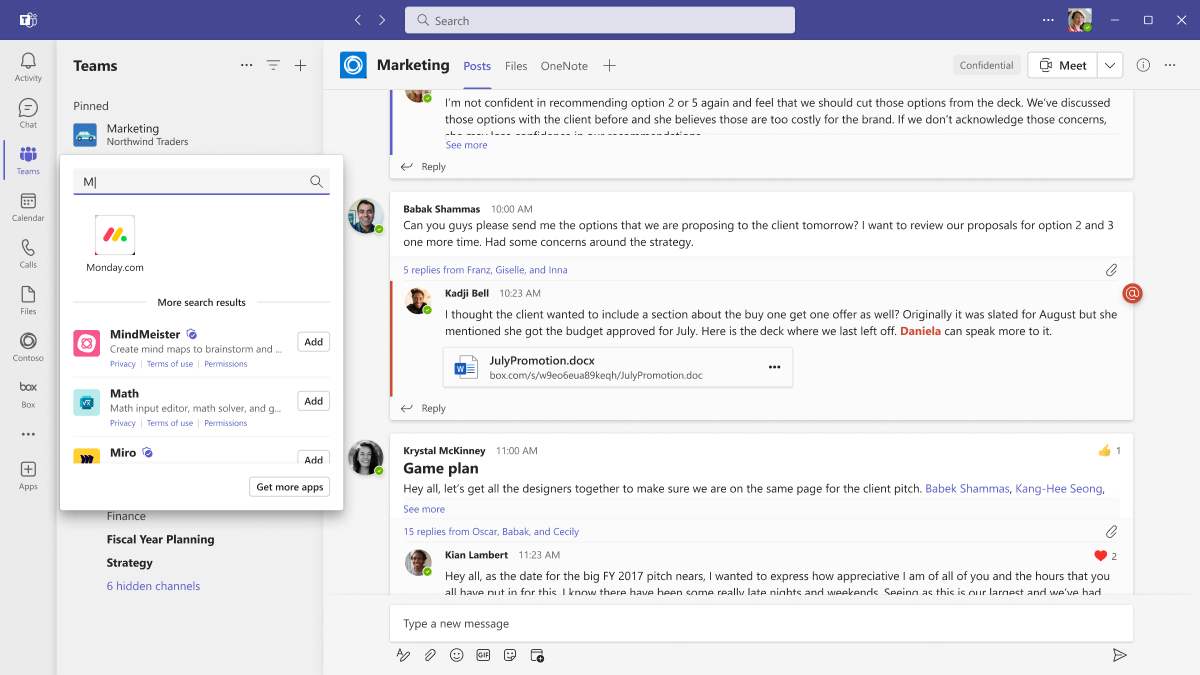 Search
Activity
Chat
Teams
Calendar
Calls
Files
Contoso
box
Box
Apps
Teams
Pinned
Marketing
Northwind Traders
M
Monday.com
More search results
MindMeister
Create mind maps to brainstorm and ...
Privacy | Terms of use | Permissions
Add
Math
Math input editor, math solver, and g...
Privacy | Terms of use | Permissions
Add
Miro
Add
Get more apps
Finance
Fiscal Year Planning
Strategy
6 hidden channels
Marketing Posts Files OneNote
Confidential
Meet
I'm not confident in recommending option 2 or 5 again and feel that we should cut those options from the deck. We've discussed
those options with the client before and she believes those are too costly for the brand. If we don't acknowledge those concerns,
she may lose confidence in our recommendations
See more
Reply
Babak Shammas 10:00 AM
Can you guys please send me the options that we are proposing to the client tomorrow? I want to review our proposals for option 2 and 3
one more time. Had some concerns around the strategy.
5 replies from Franz, Giselle, and Inna
Kadji Bell 10:23 AM
@
I thought the client wanted to include a section about the buy one get one offer as well? Originally it was slated for August but she
mentioned she got the budget approved for July. Here is the deck where we last left off. Daniela can speak more to it.
W
JulyPromotion.docx
box.com/s/w9eo6eua89keqh/JulyPromotion.doc
Reply
Krystal McKinney 11:00 AM
1
Game plan
Hey all, let's get all the designers together to make sure we are on the same page for the client pitch. Babek Shammas, Kang-Hee Seong,
See more
15 replies from Oscar, Babak, and Cecily
Kian Lambert 11:23 AM
2
Hey all, as the date for the big FY 2017 pitch nears, I wanted to express how appreciative I am of all of you and the hours that you
all have put in for this. I know there have been some really late nights and weekends. Seeing as this is our largest and we've had
Type a new message
GIF